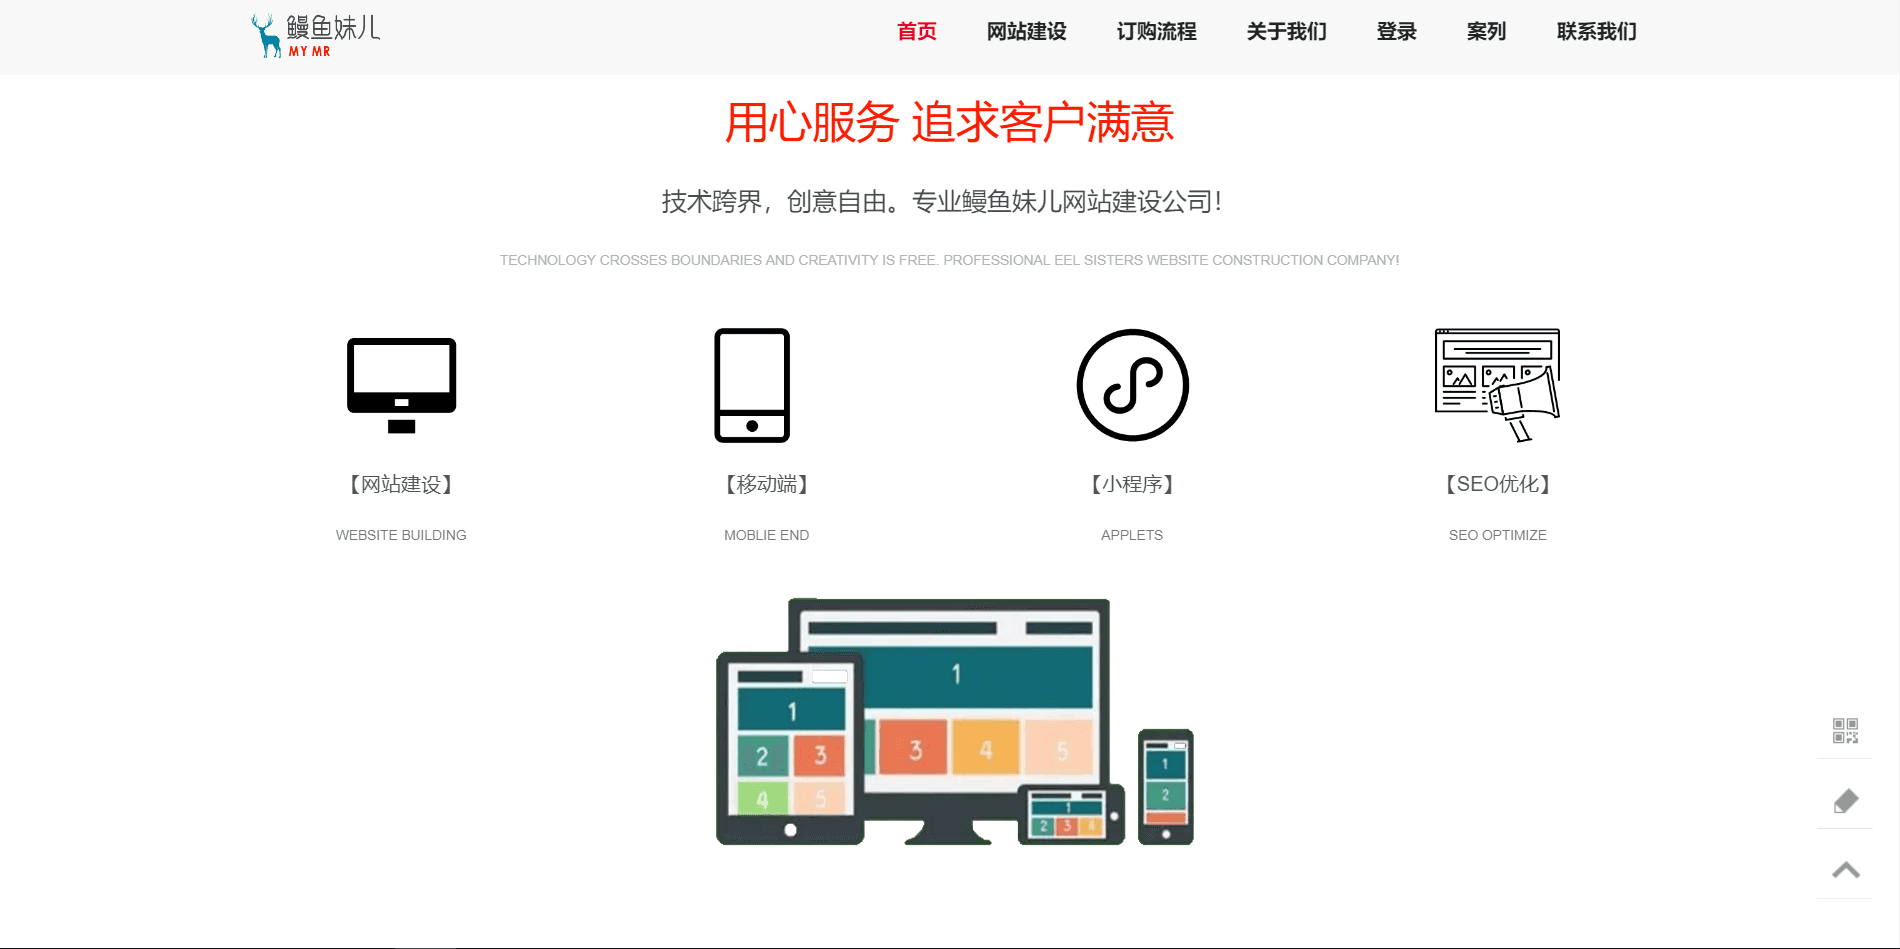 鳗鱼妹儿
MY MR
首页 网站建设 订购流程 关于我们 登录 案列 联系我们
用心服务 追求客户满意
技术跨界，创意自由。专业鳗鱼妹儿网站建设公司！
TECHNOLOGY CROSSES BOUNDARIES AND CREATIVITY IS FREE. PROFESSIONAL EEL SISTERS WEBSITE CONSTRUCTION COMPANY!
【网站建设】 【移动端】 【小程序】 【SEO优化】
WEBSITE BUILDING MOBLIE END APPLETS SEO OPTIMIZE
1
3 4 5
1
2 3
4 5
1
2 3 4
1
2